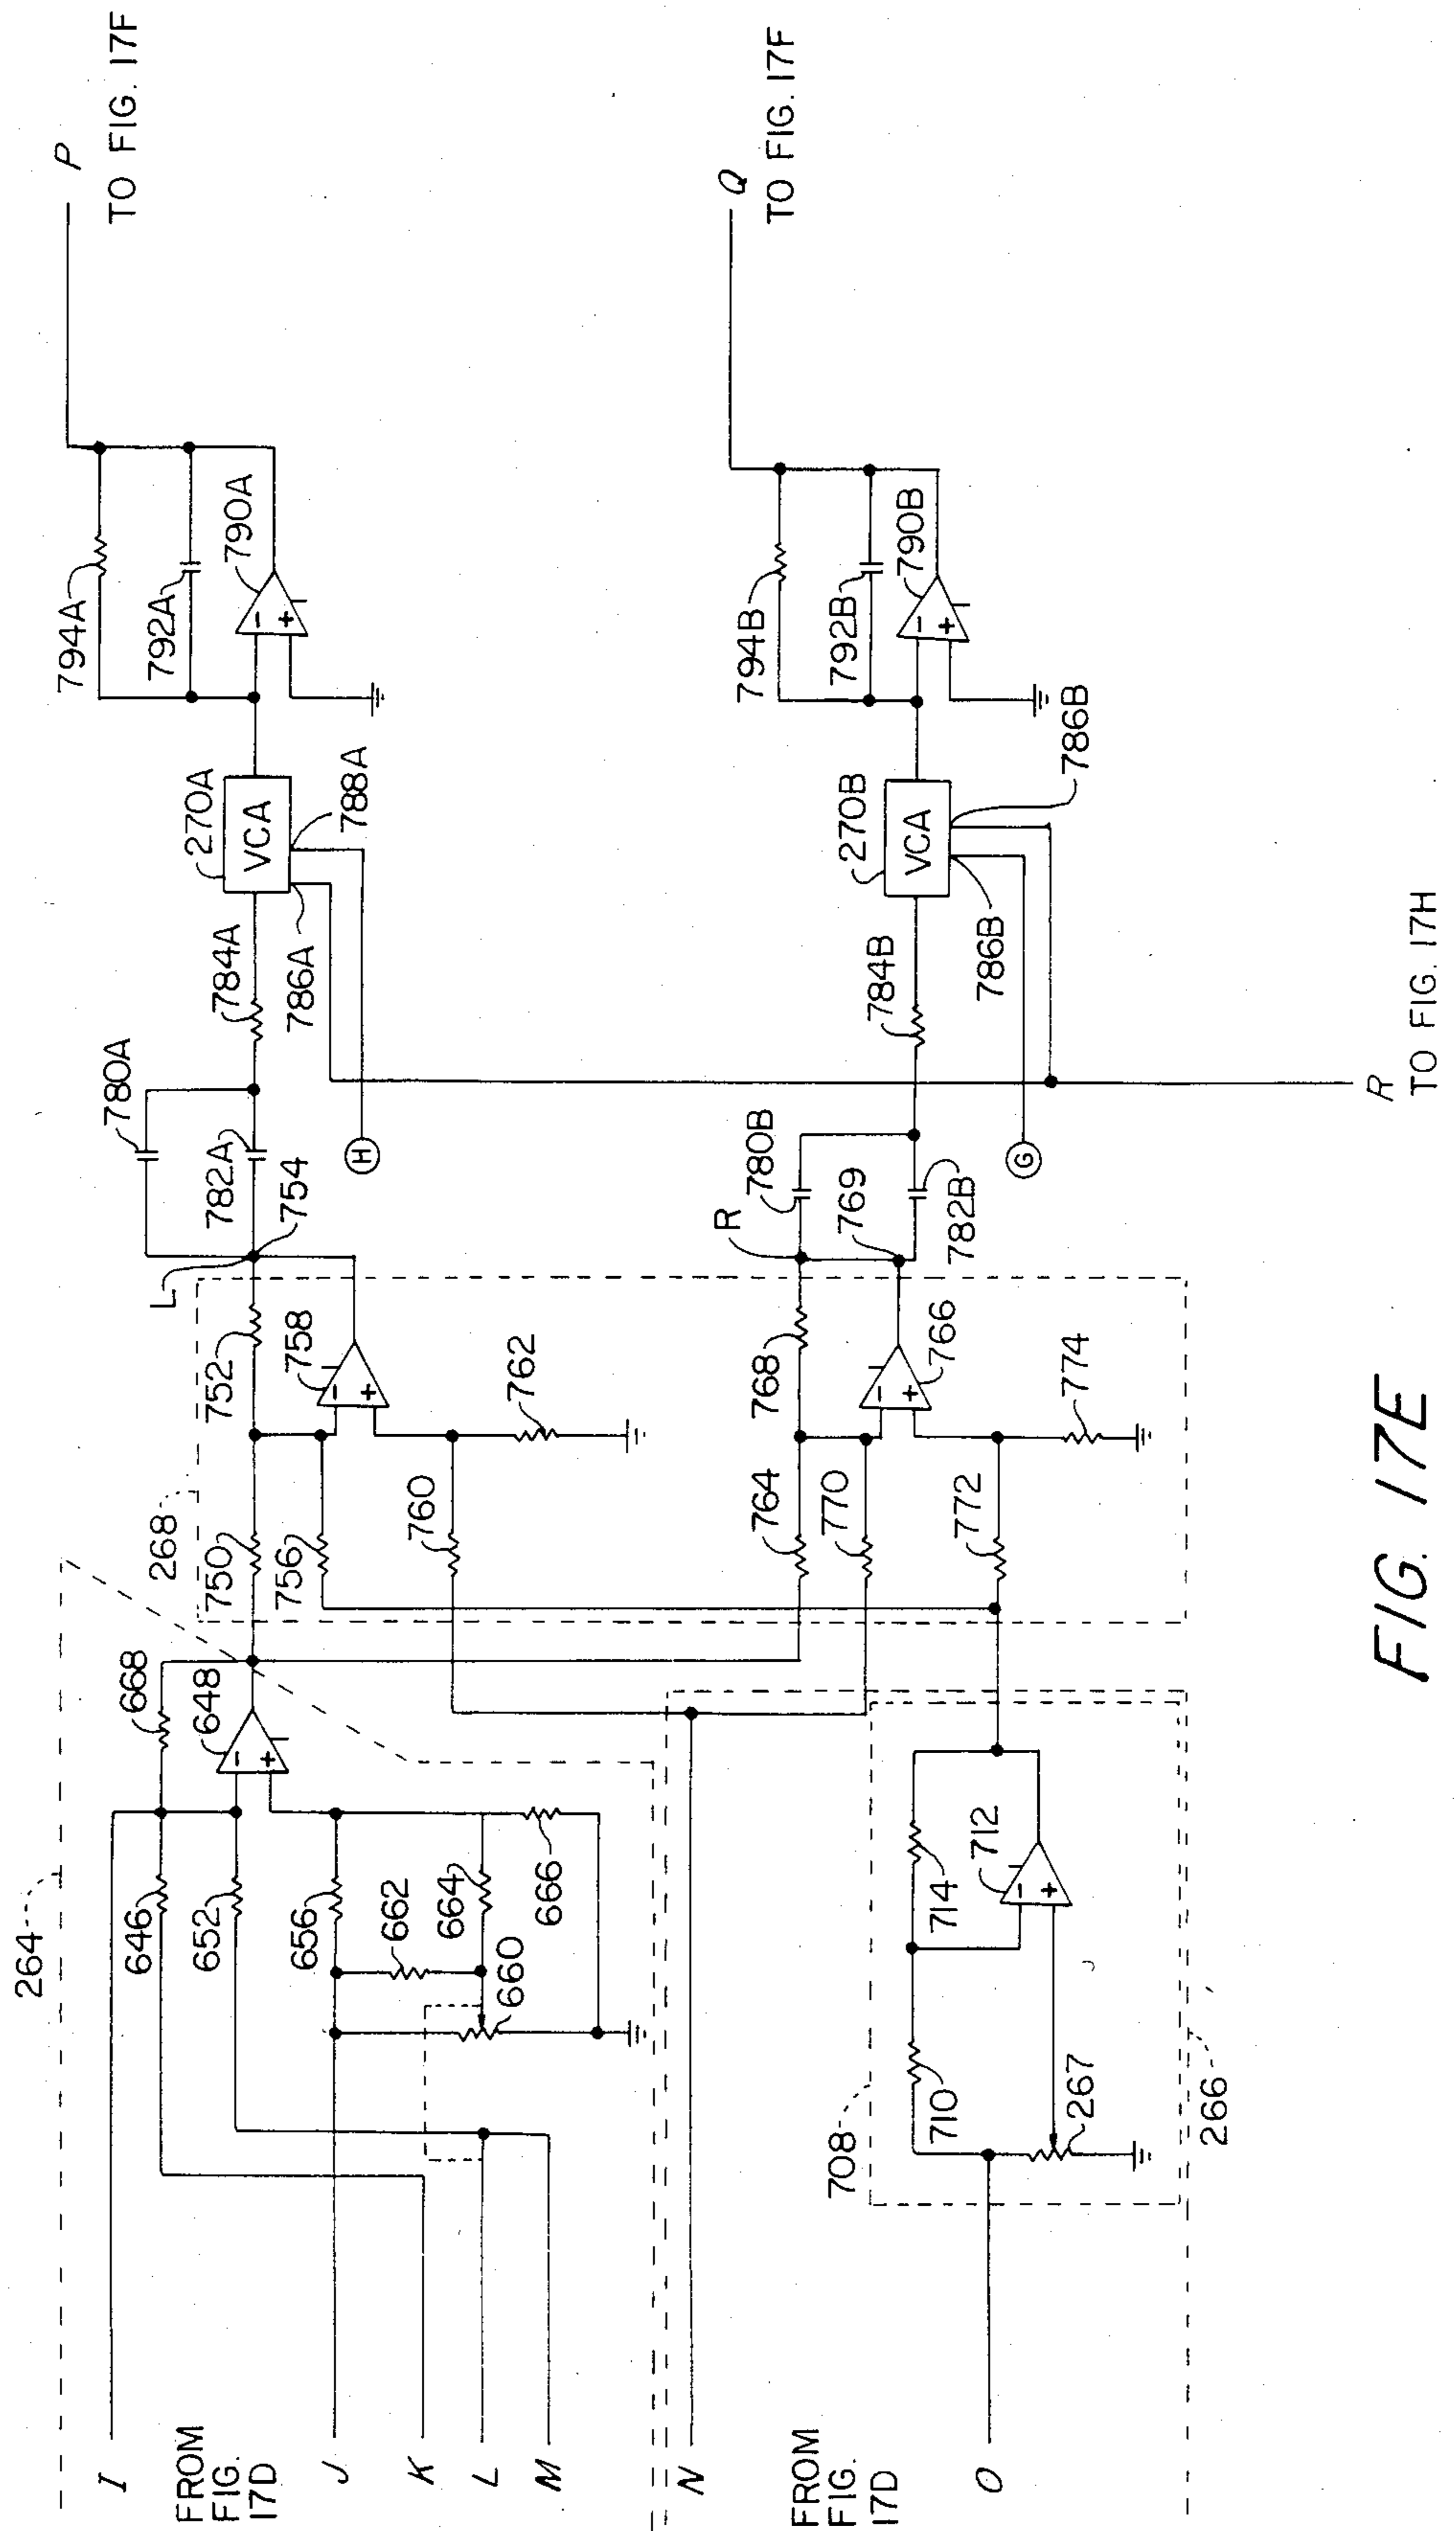 264
I
FROM
FIG.
17D
J
K
L
M
N
FROM
FIG.
17D
O
646
652
668
648
-
+
656
662
664
660
666
708
710
714
712
-
+
267
266
268
750
752
756
758
-
+
760
762
764
768
770
766
-
+
772
774
L
754
R
769
780A
782A
784A
270A
VCA
786A
788A
H
794A
792A
790A
-
+
P
TO FIG. 17F
780B
782B
784B
270B
VCA
786B
786B
G
794B
792B
790B
-
+
Q
TO FIG. 17F
R
TO FIG. 17H
FIG. 17E